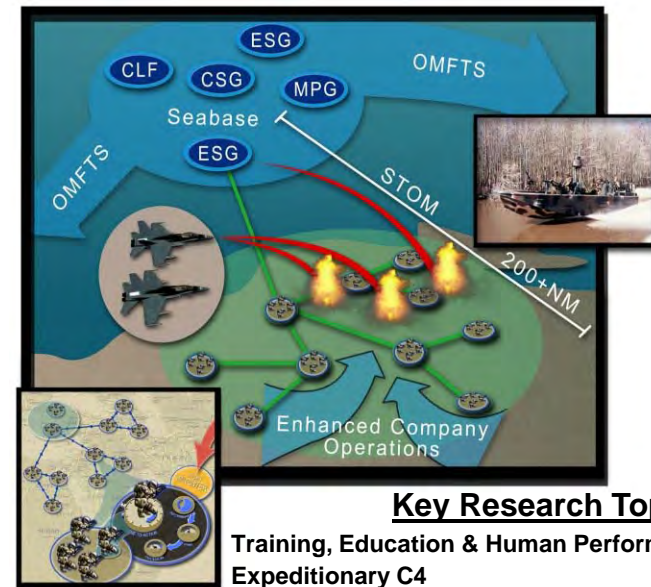 ESG
CLF
CSG
MPG
OMFTS
Seabase
ESG
OMFTS
STOM
200+NM
Enhanced Company
Operations
Key Research Top
Training, Education & Human Perform
Expeditionary C4